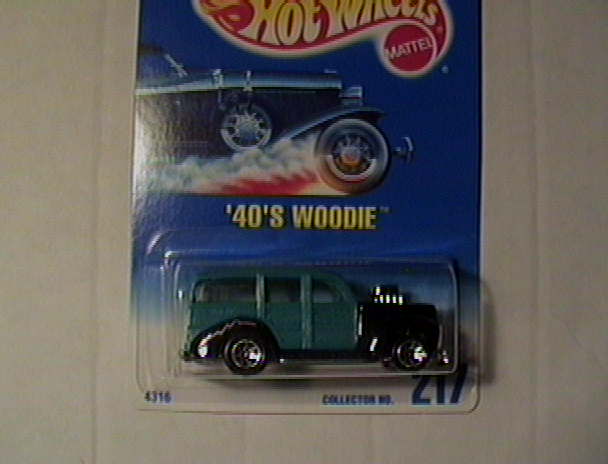 HOT WHEELS
MATTEL
®
'40'S WOODIE™
4316
COLLECTOR NO. 217